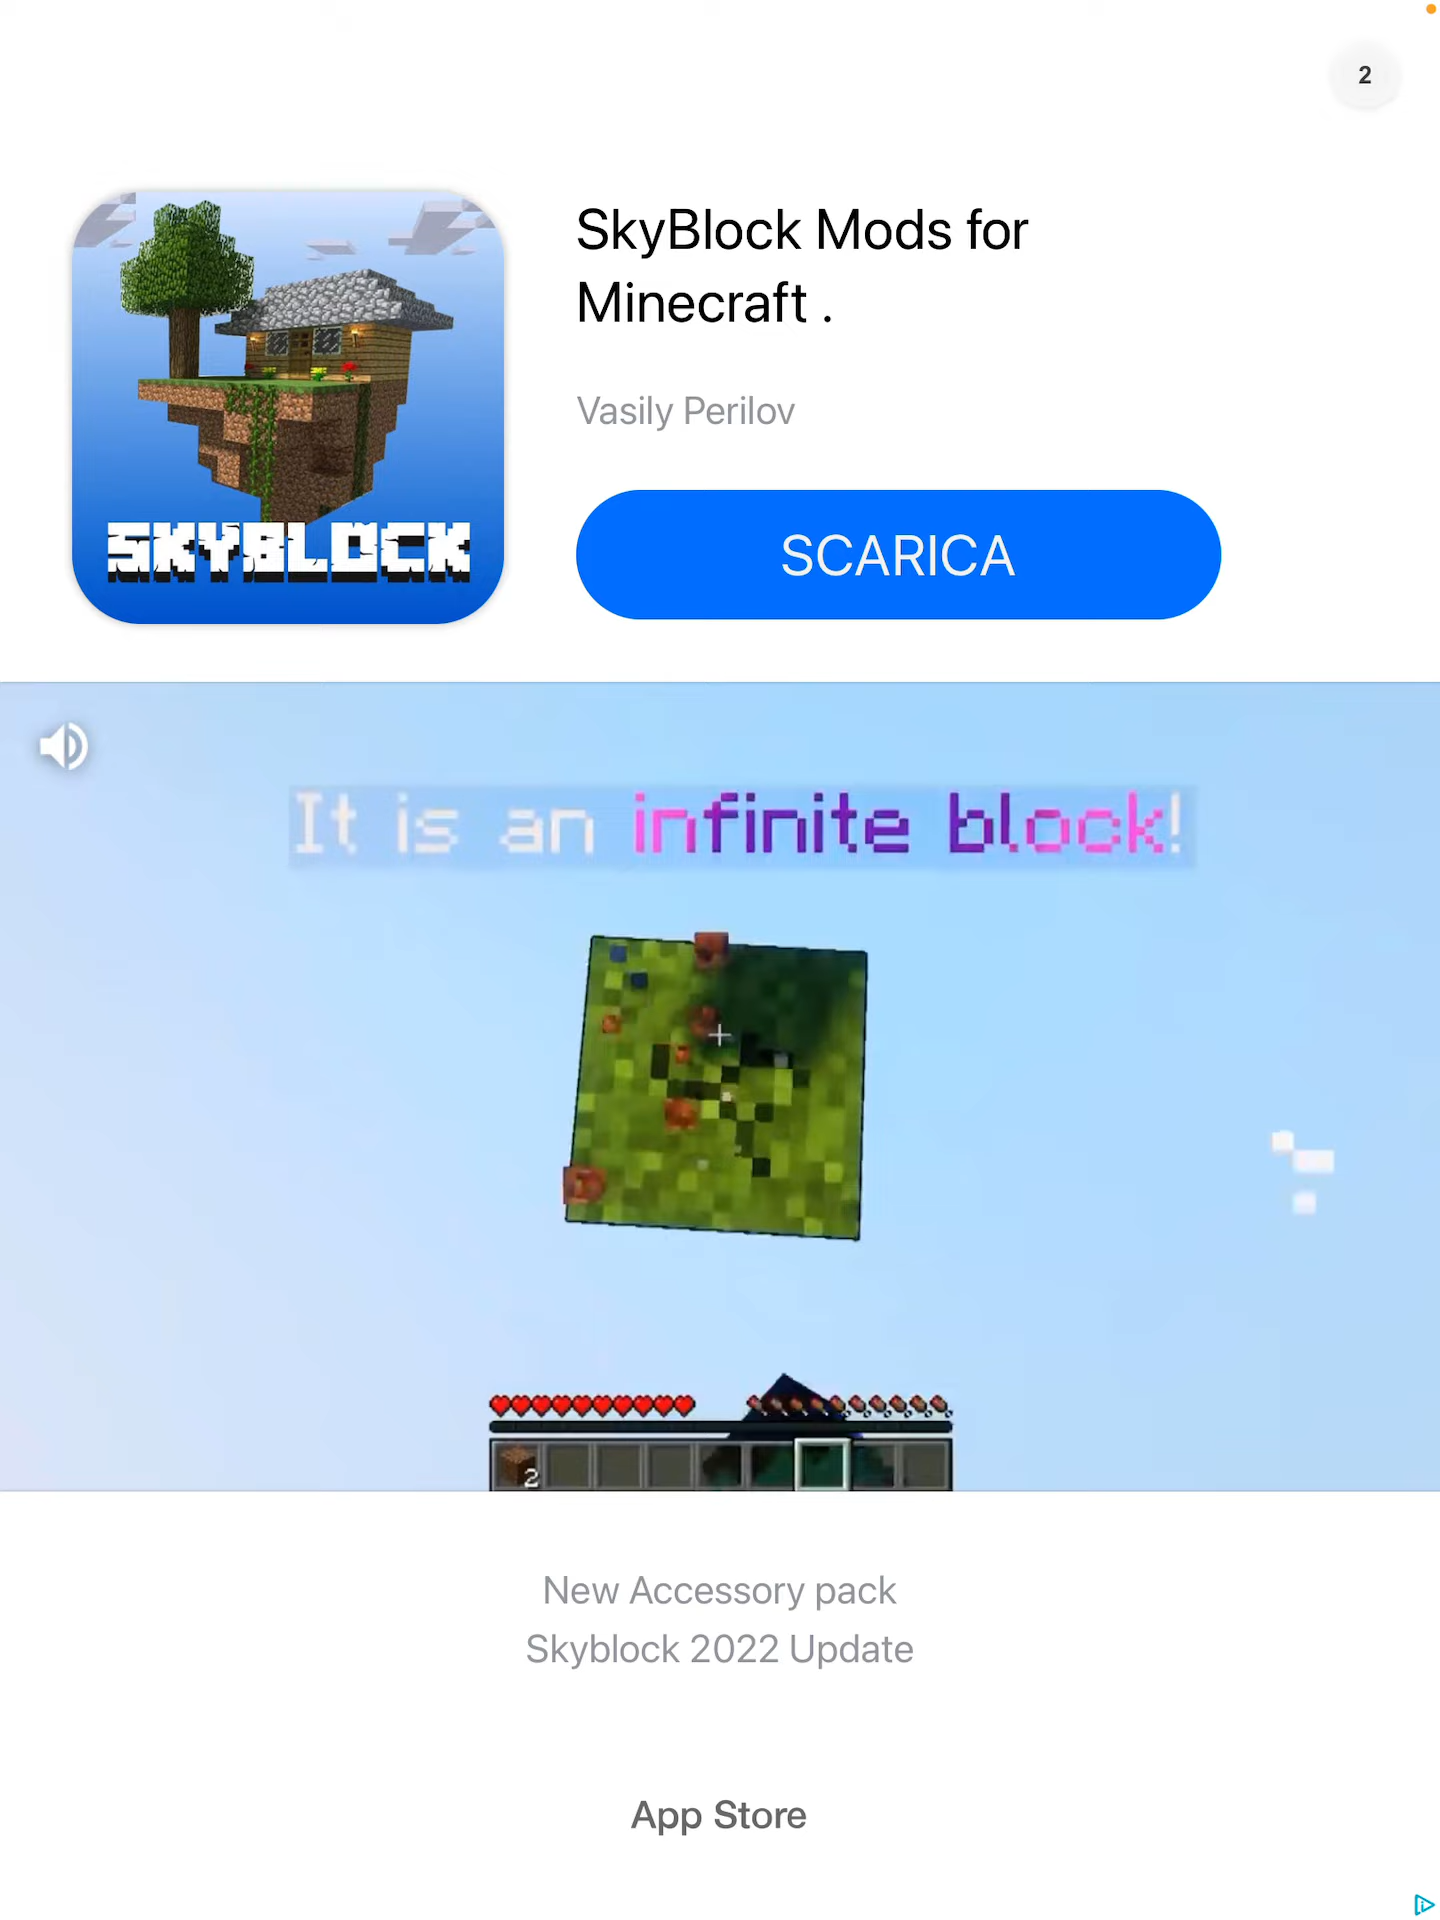 2
SkyBlock Mods for
Minecraft .
Vasily Perilov
SCARICA
SKYBLOCK
It is an infinite block!
2
New Accessory pack
Skyblock 2022 Update
App Store